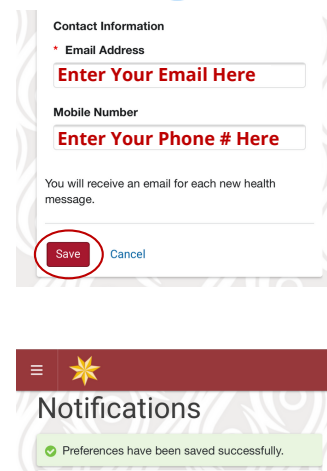 Contact Information
* Email Address
Enter Your Email Here
Mobile Number
Enter Your Phone # Here
You will receive an email for each new health
message.
Save Cancel
Notifications
Preferences have been saved successfully.